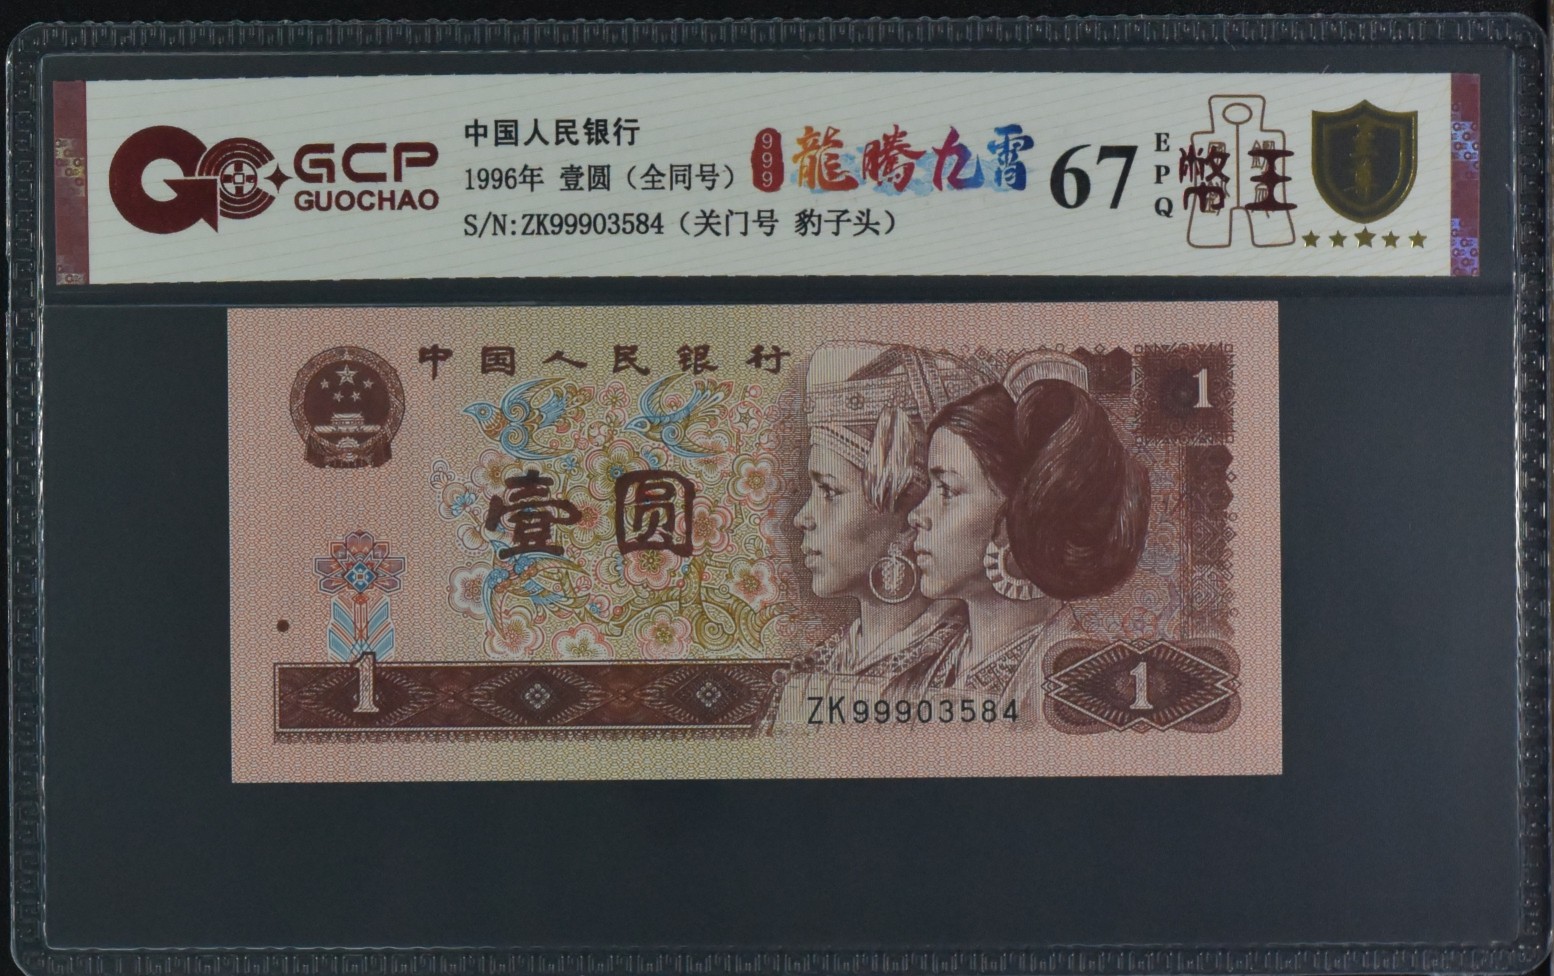 GCP
GUOCHAO
中国人民银行
1996年 壹圆（全同号）
S/N:ZK99903584（关门号 豹子头）
999
龍腾九霄
67
EPQ
中国人民银行
壹圆
1
1
1
ZK99903584